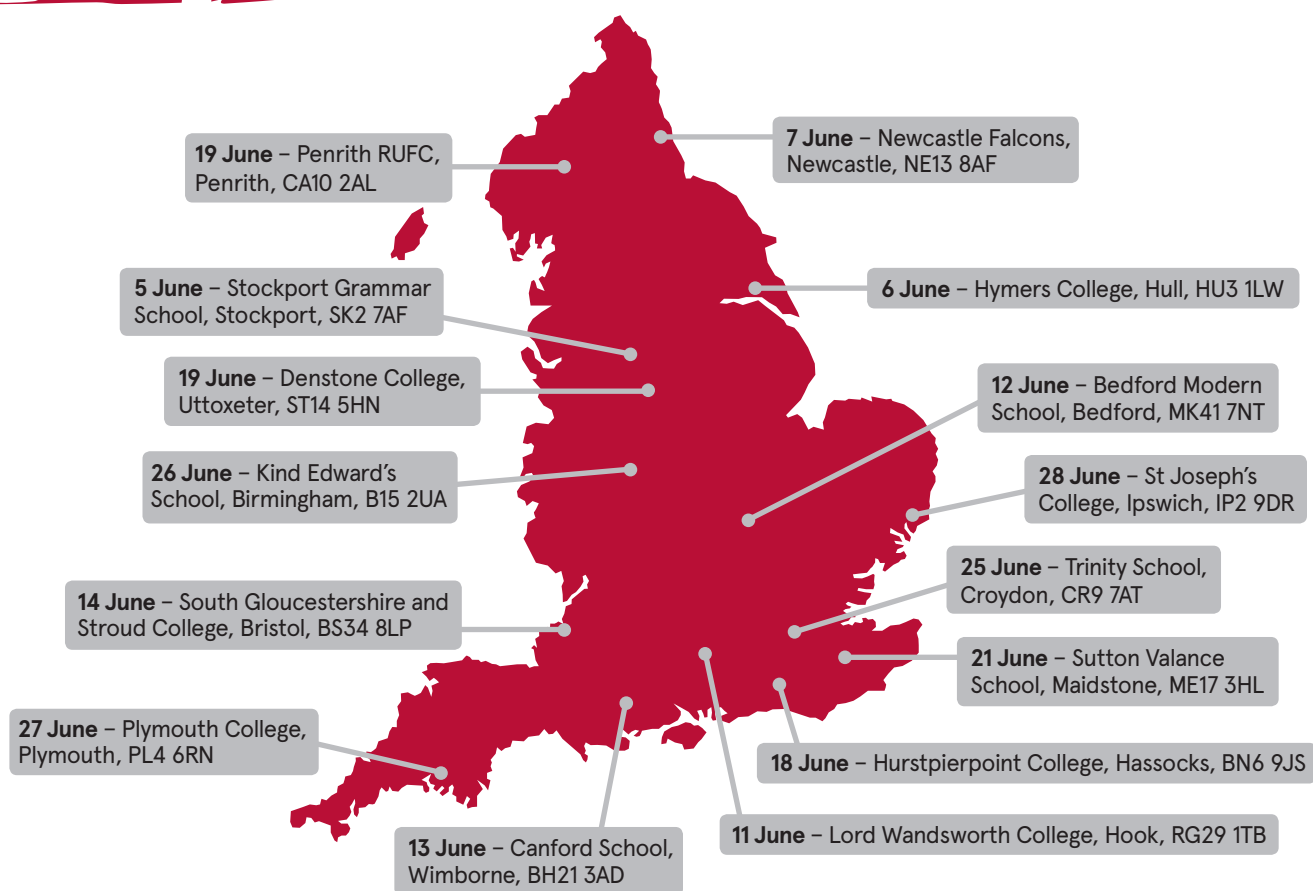 19 June – Penrith RUFC,
Penrith, CA10 2AL
7 June – Newcastle Falcons,
Newcastle, NE13 8AF
5 June – Stockport Grammar
School, Stockport, SK2 7AF
6 June – Hymers College, Hull, HU3 1LW
19 June – Denstone College,
Uttoxeter, ST14 5HN
12 June – Bedford Modern
School, Bedford, MK41 7NT
26 June – Kind Edward's
School, Birmingham, B15 2UA
28 June – St Joseph's
College, Ipswich, IP2 9DR
14 June – South Gloucestershire and
Stroud College, Bristol, BS34 8LP
25 June – Trinity School,
Croydon, CR9 7AT
21 June – Sutton Valance
School, Maidstone, ME17 3HL
27 June – Plymouth College,
Plymouth, PL4 6RN
18 June – Hurstpierpoint College, Hassocks, BN6 9JS
11 June – Lord Wandsworth College, Hook, RG29 1TB
13 June – Canford School,
Wimborne, BH21 3AD